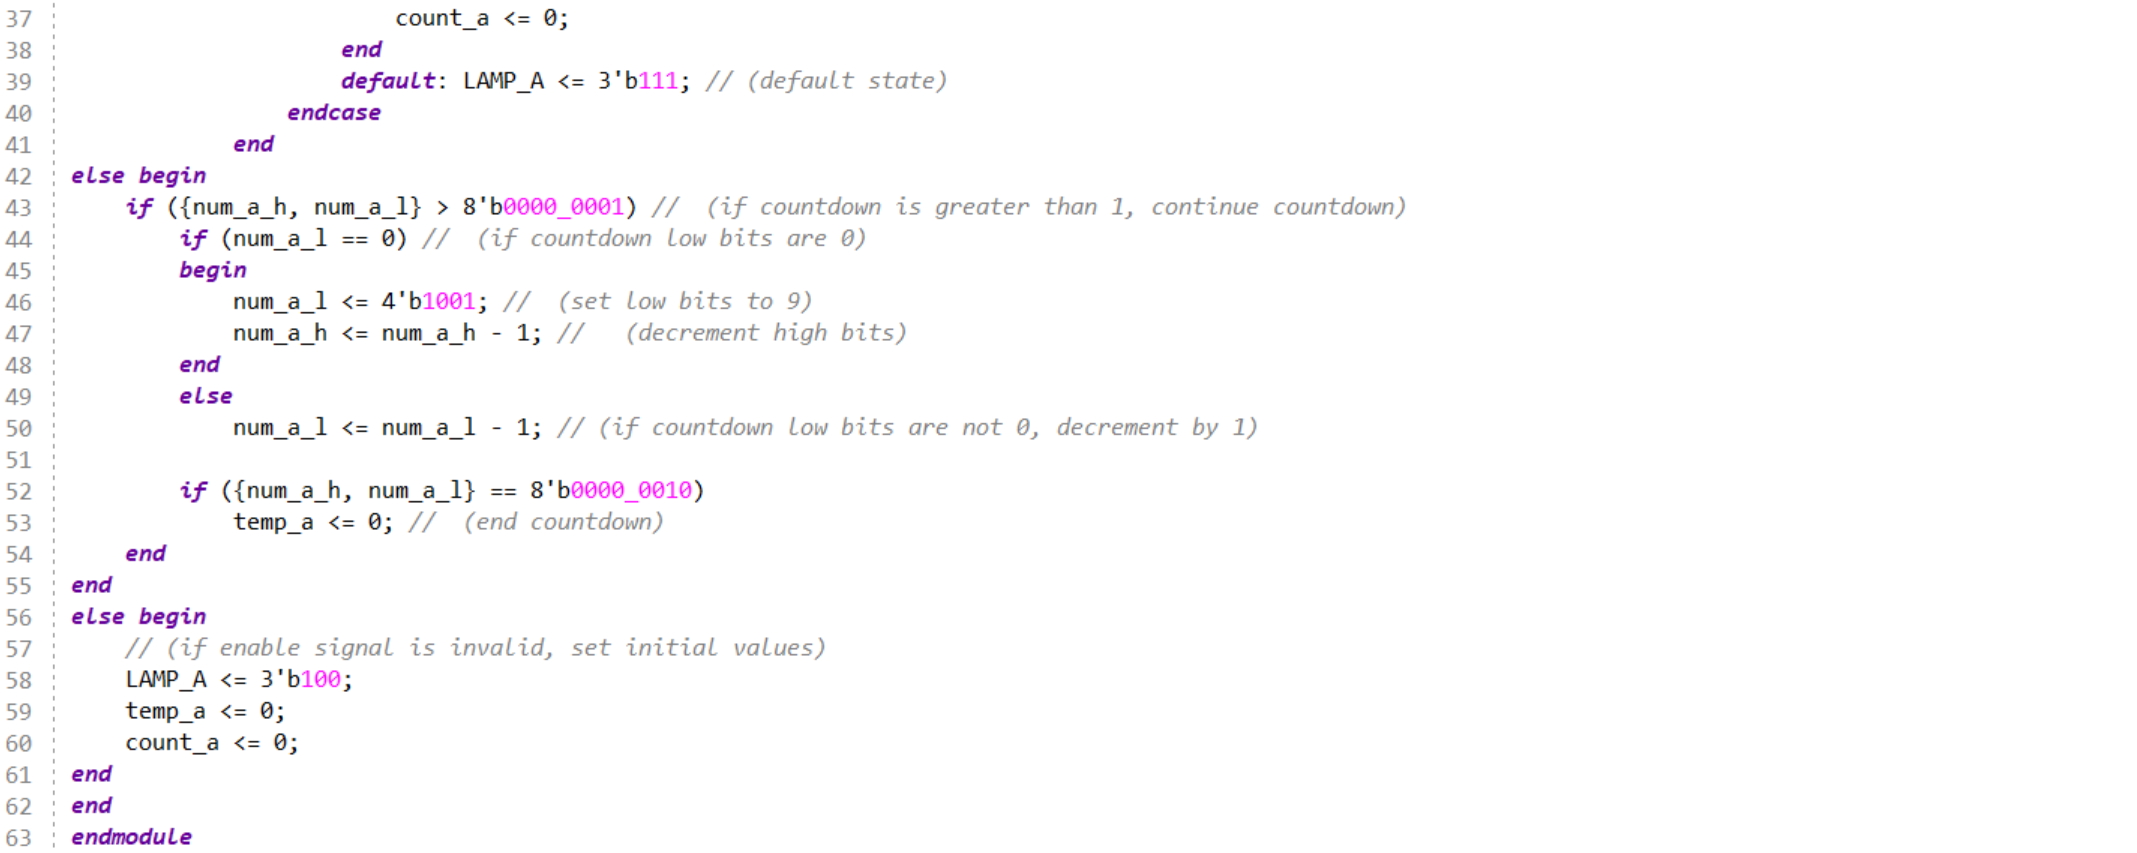 37                            count_a <= 0;
38                        end
39                        default: LAMP_A <= 3'b111; // (default state)
40                    endcase
41                end
42    else begin
43        if ({num_a_h, num_a_l} > 8'b0000_0001) //  (if countdown is greater than 1, continue countdown)
44            if (num_a_l == 0) //  (if countdown low bits are 0)
45            begin
46                num_a_l <= 4'b1001; //  (set low bits to 9)
47                num_a_h <= num_a_h - 1; //   (decrement high bits)
48            end
49            else
50                num_a_l <= num_a_l - 1; // (if countdown low bits are not 0, decrement by 1)
51
52            if ({num_a_h, num_a_l} == 8'b0000_0010)
53                temp_a <= 0; //  (end countdown)
54        end
55    end
56    else begin
57        // (if enable signal is invalid, set initial values)
58        LAMP_A <= 3'b100;
59        temp_a <= 0;
60        count_a <= 0;
61    end
62    end
63    endmodule